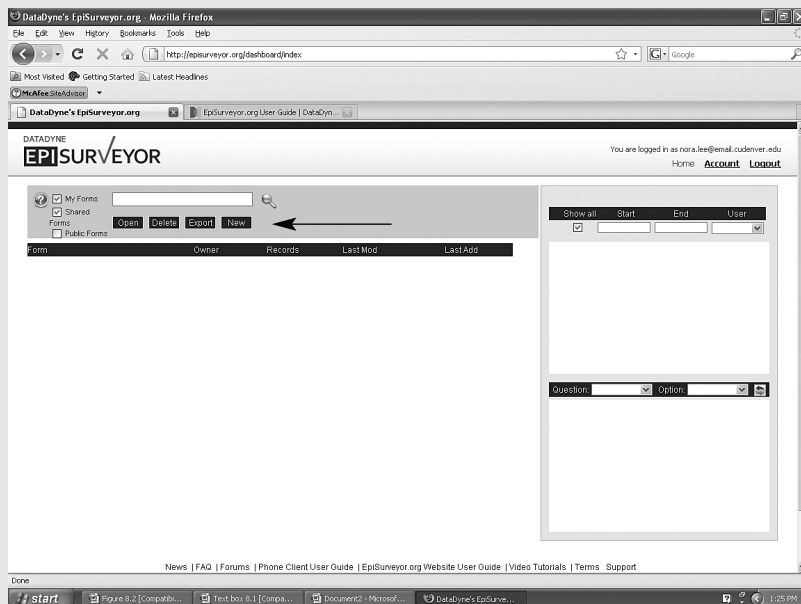 DataDyne's EpiSurveyor.org - Mozilla Firefox
File Edit View History Bookmarks Tools Help
http://episurveyor.org/dashboard/index
G Google
Most Visited Getting Started Latest Headlines
McAfee SiteAdvisor
DataDyne's EpiSurveyor.org
EpiSurveyor.org User Guide | DataDyn...
DATADYNE
EPISURVEYOR
You are logged in as nora.lee@email.cudenver.edu
Home Account Logout
My Forms
Shared Forms
Public Forms
Open Delete Export New
Form Owner Records Last Mod Last Add
Show all Start End User
Question: Option:
News | FAQ | Forums | Phone Client User Guide | EpiSurveyor.org Website User Guide | Video Tutorials | Terms Support
Done
start Figure 8.2 [Compatibi... Text box 8.1 [Compa... Document2 - Microsof... DataDyne's EpiSurve... 1:25 PM